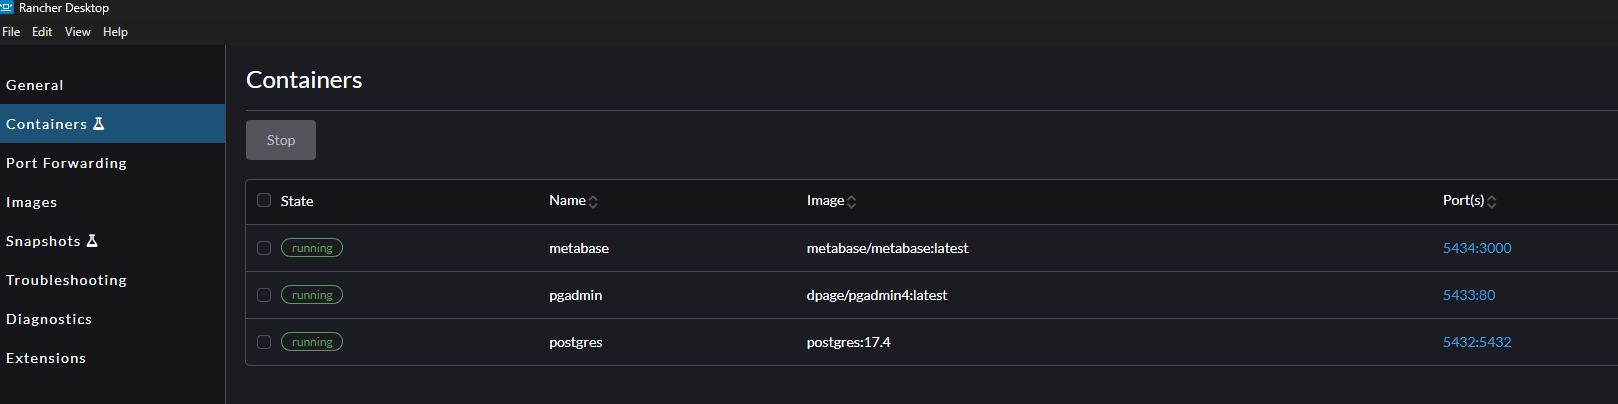 Rancher Desktop
File Edit View Help
General
Containers
Port Forwarding
Images
Snapshots
Troubleshooting
Diagnostics
Extensions
Containers
Stop
State Name Image Port(s)
running metabase metabase/metabase:latest 5434:3000
running pgadmin dpage/pgadmin4:latest 5433:80
running postgres postgres:17.4 5432:5432